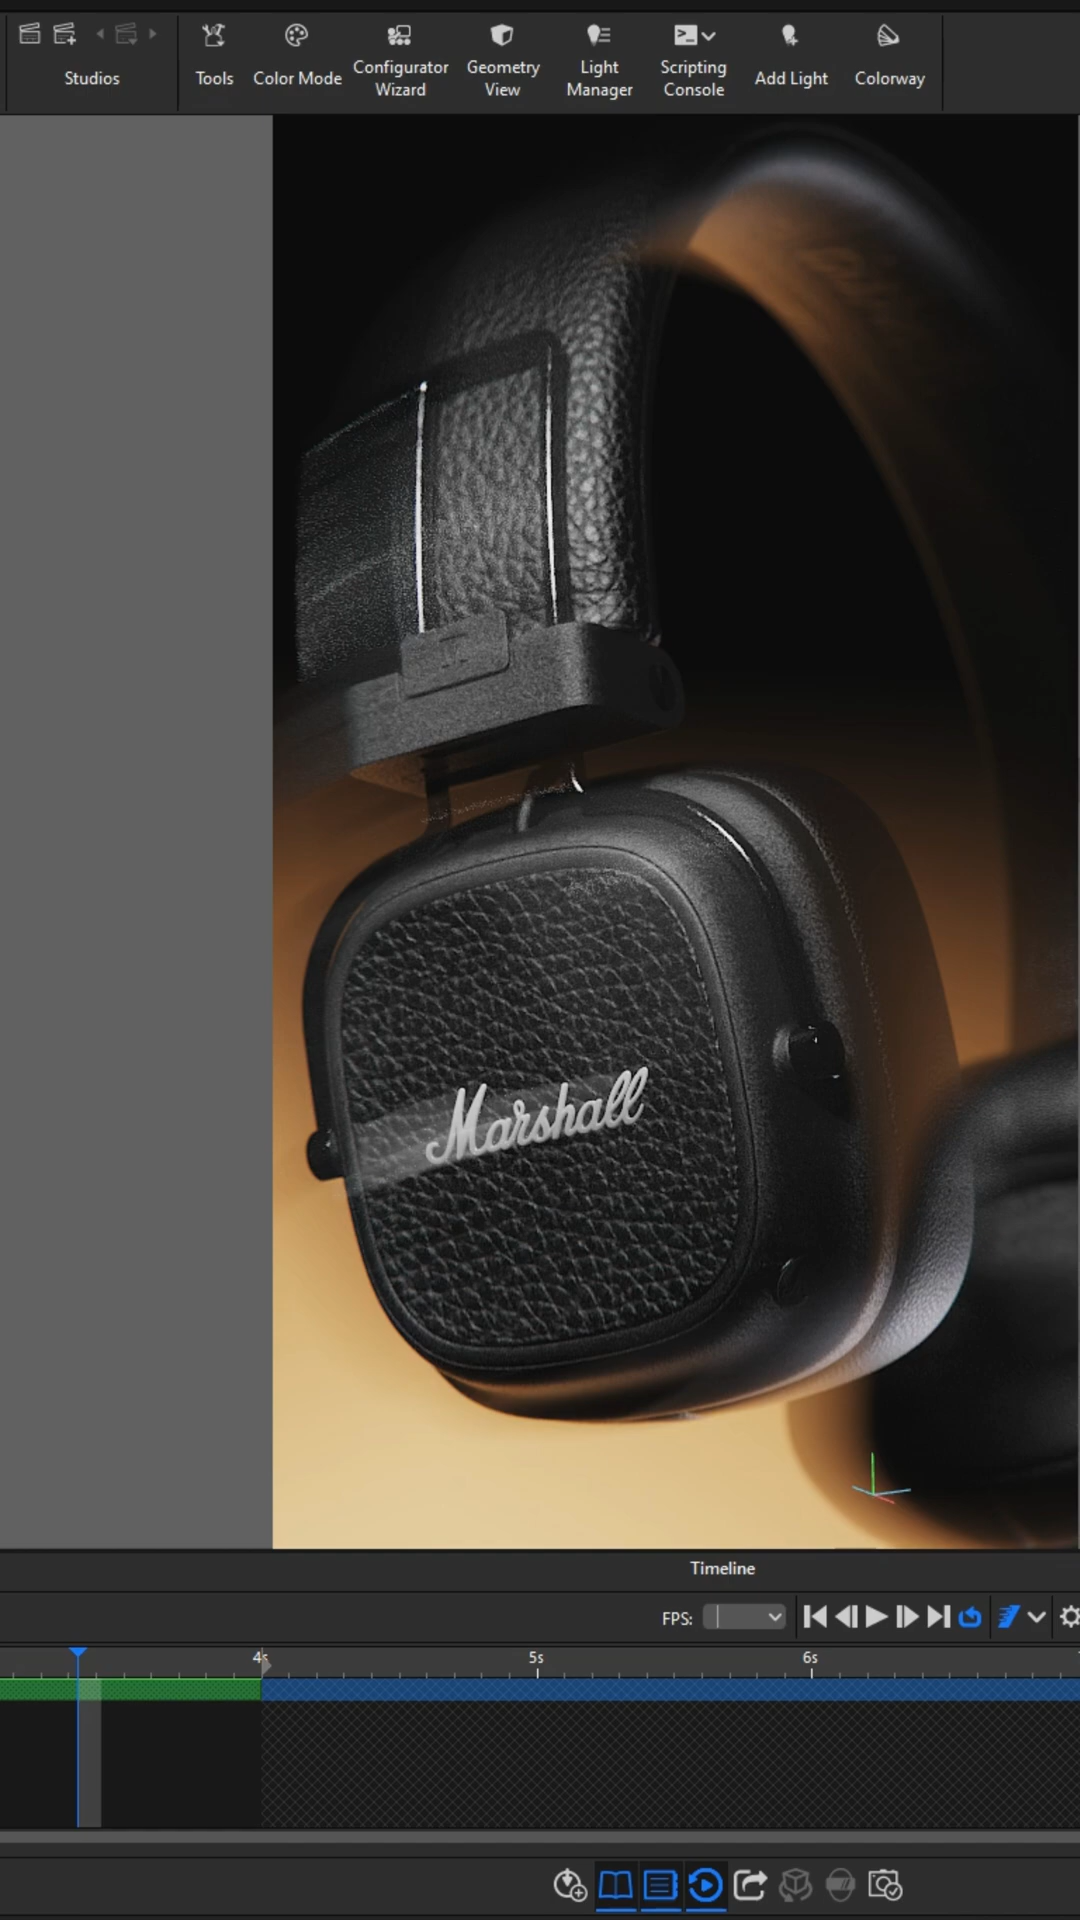 Studios
Tools
Color Mode
Configurator
Wizard
Geometry
View
Light
Manager
Scripting
Console
Add Light
Colorway
Marshall
Timeline
FPS:
4s
5s
6s